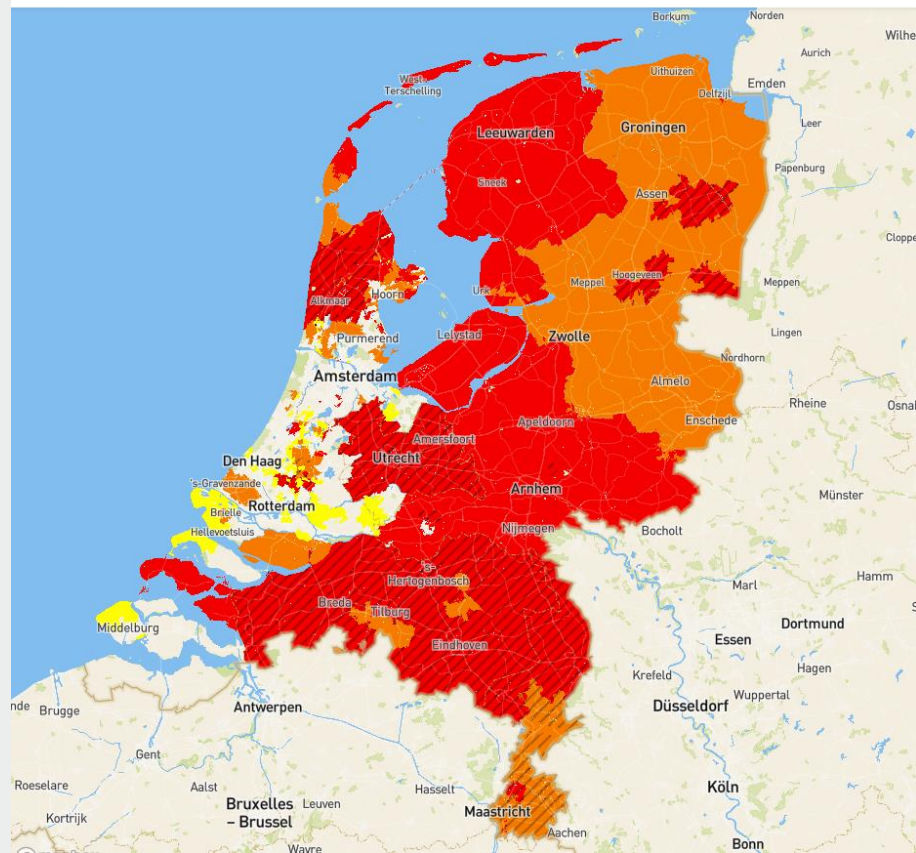 Borkum
Norden
Wilhe
Aurich
Uithuizen
Emden
West-
Terschelling
Delfzijl
Leer
Leeuwarden
Groningen
Papenburg
Sneek
Assen
Cloppe
Meppel
Hoogeveen
Meppen
Urk
Alkmaar
Hoorn
Lingen
Lelystad
Zwolle
Purmerend
Nordhorn
Amsterdam
Almelo
Rheine
Osnal
Enschede
Apeldoorn
Amersfoort
Den Haag
Utrecht
's-Gravenzande
Arnhem
Münster
Rotterdam
Brielle
Nijmegen
Bocholt
Hellevoetsluis
's-
Hertogenbosch
Hamm
Marl
Breda
Tilburg
Middelburg
Dortmund
Eindhoven
Essen
Hagen
Krefeld
Wuppertal
nde
Brugge
Antwerpen
Düsseldorf
Gent
Roeselare
Aalst
Leuven
Hasselt
Köln
Bruxelles
– Brussel
Maastricht
Kortrijk
Aachen
Wavre
Bonn